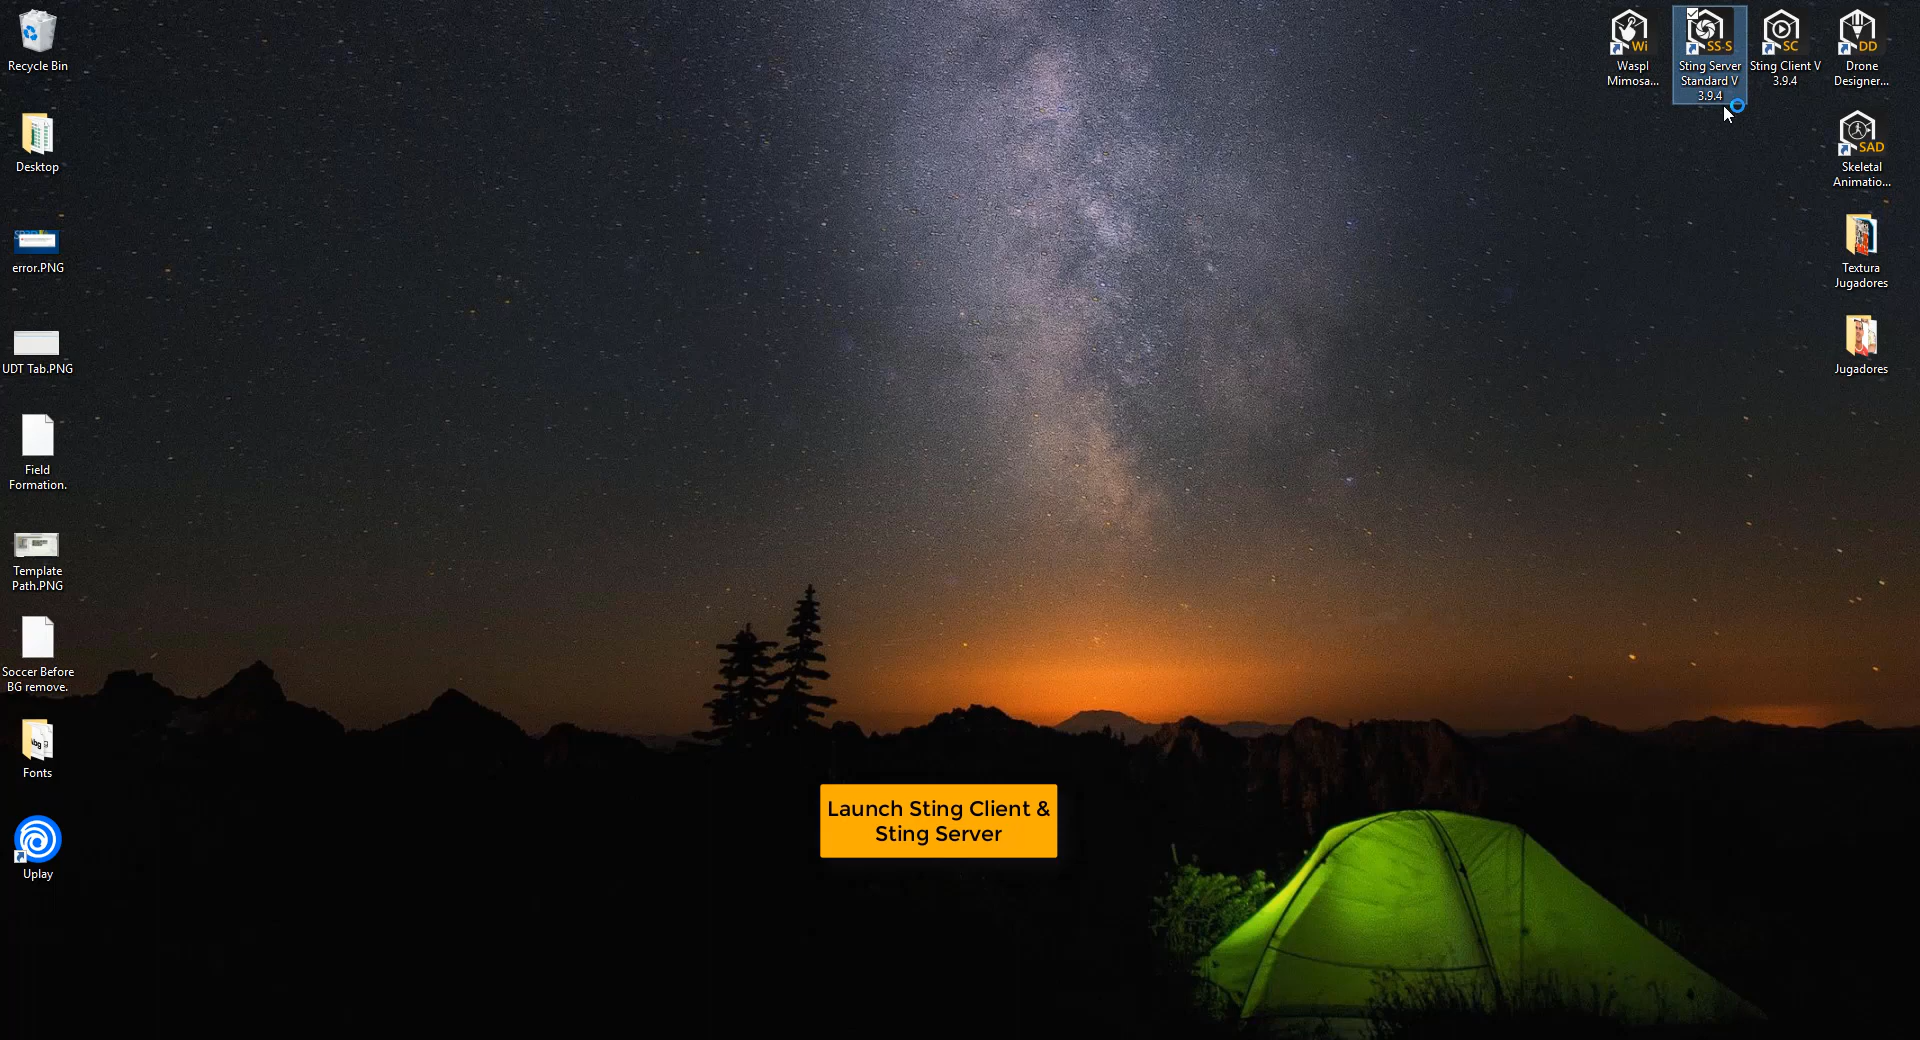 Recycle Bin
Desktop
error.PNG
UDT Tab.PNG
Field
Formation.
Template
Path.PNG
Soccer Before
BG remove.
Abg
Fonts
Uplay
Wi
Waspl
Mimosa...
SS-S
Sting Server
Standard V
3.9.4
SC
Sting Client V
3.9.4
DD
Drone
Designer...
SAD
Skeletal
Animatio...
Textura
Jugadores
Jugadores
Launch Sting Client &
Sting Server